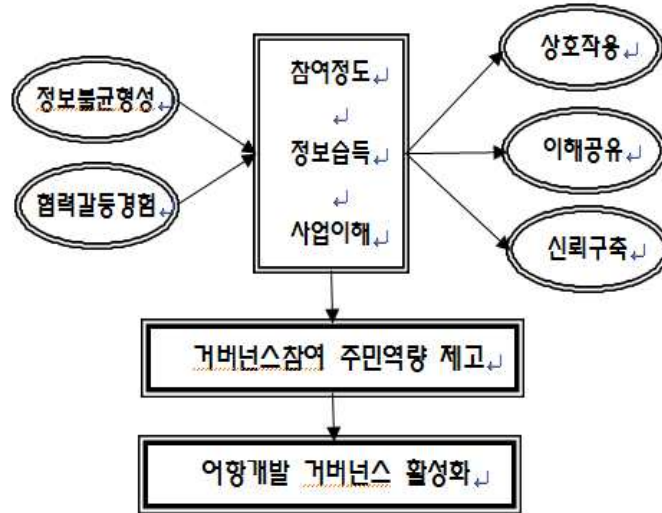 정보불균형성
협력갈등경험
참여정도
정보습득
사업이해
상호작용
이해공유
신뢰구축
거버넌스참여 주민역량 제고
어항개발 거버넌스 활성화